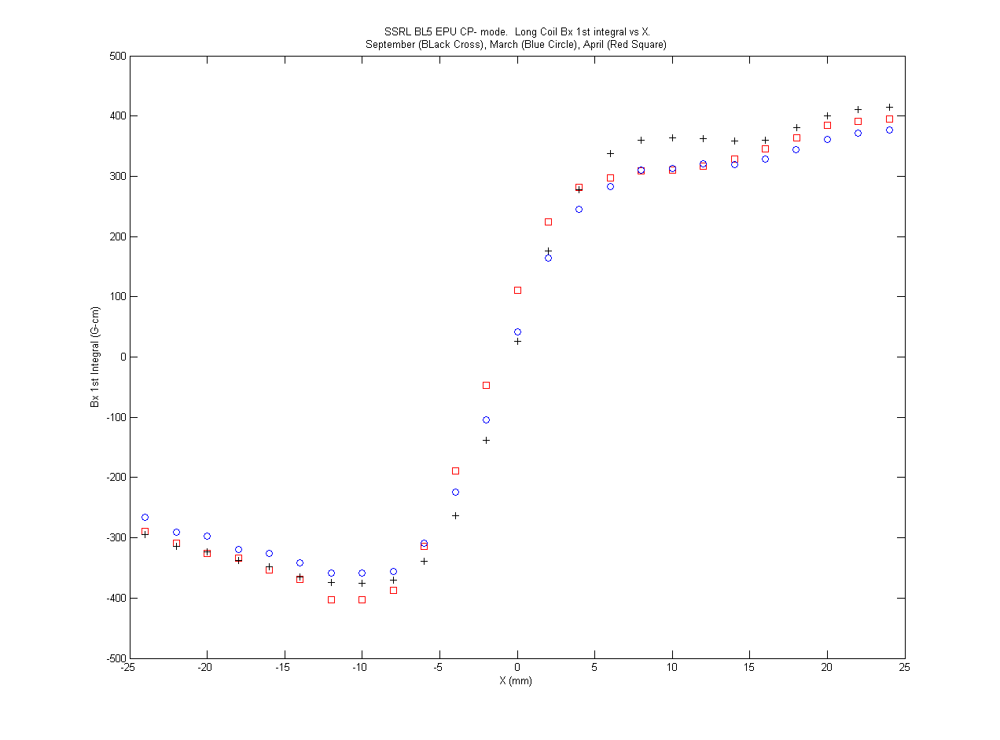 SSRL BL5 EPU CP- mode.  Long Coil Bx 1st integral vs X.
September (BLack Cross), March (Blue Circle), April (Red Square)
500
400
300
200
100
0
-100
-200
-300
-400
-500
Bx 1st Integral (G-cm)
-25 -20 -15 -10 -5 0 5 10 15 20 25
X (mm)